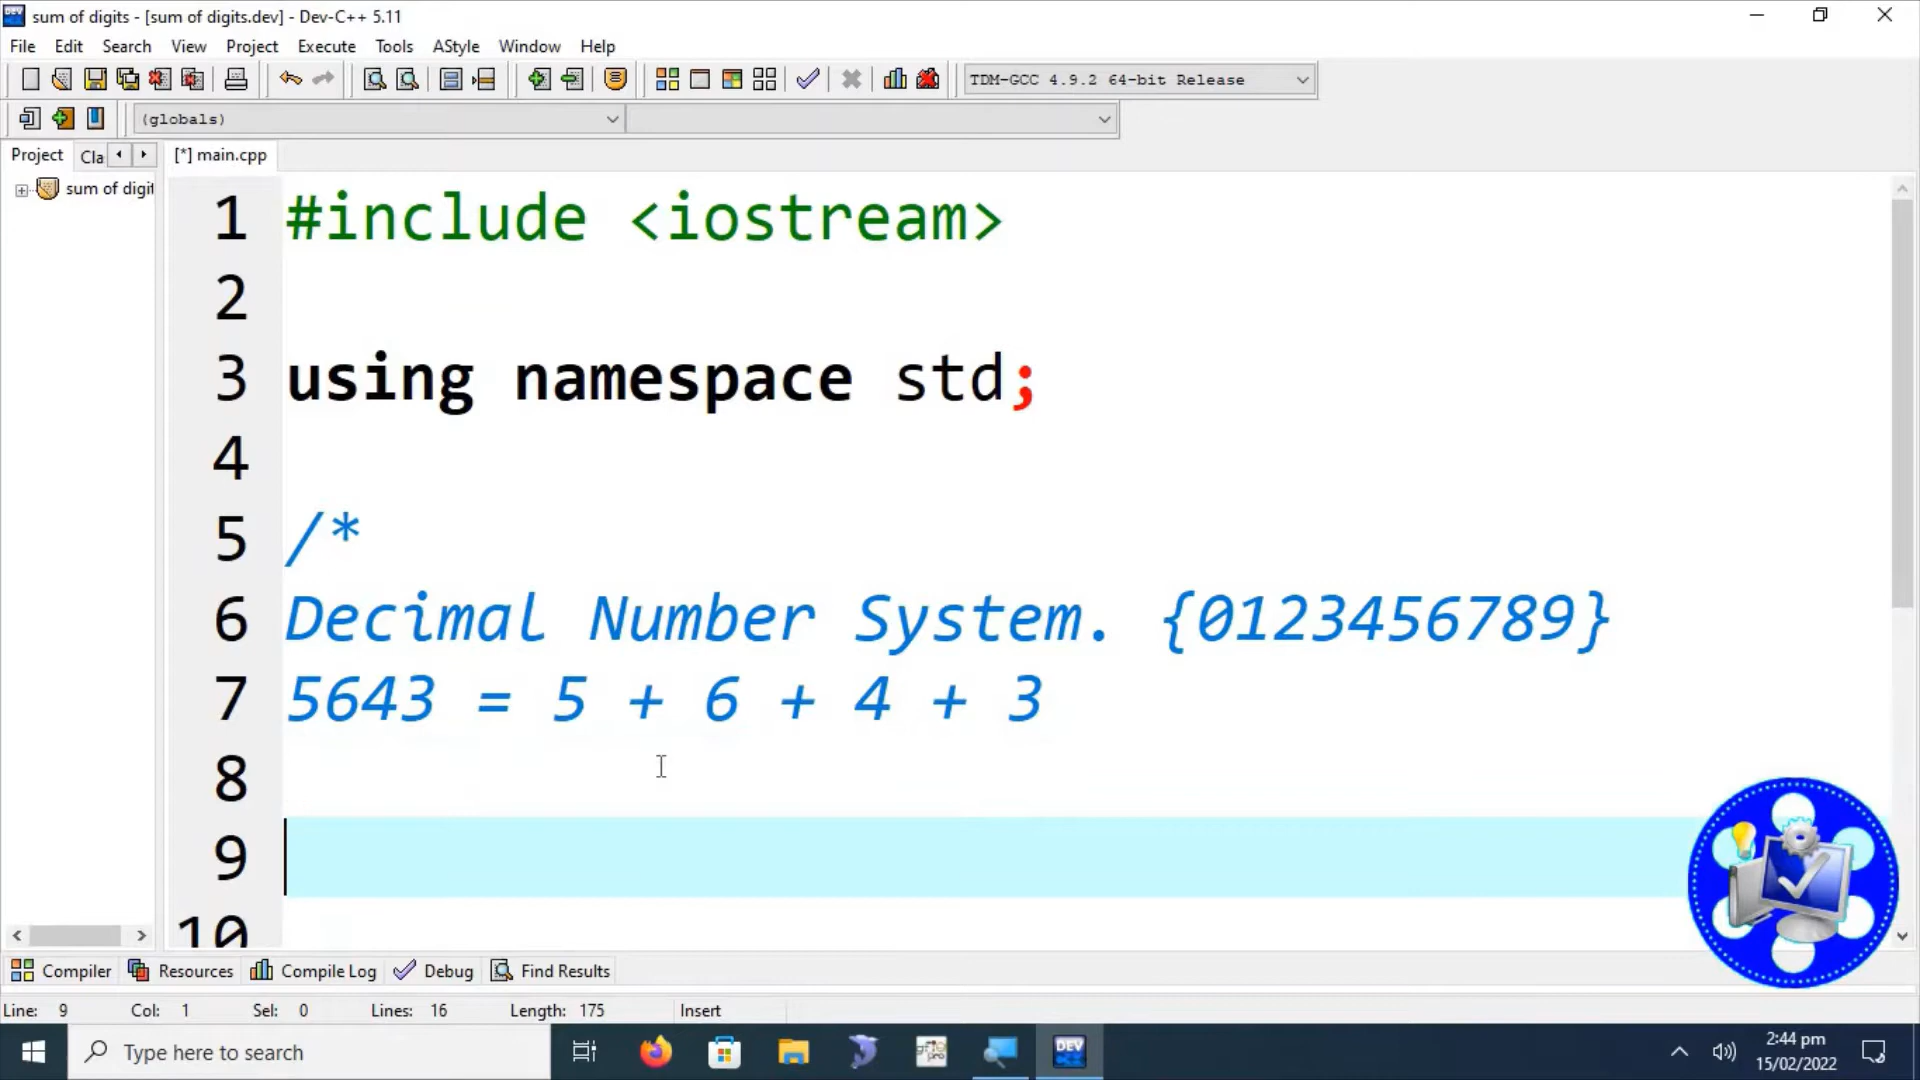 sum of digits - [sum of digits.dev] - Dev-C++ 5.11
File Edit Search View Project Execute Tools AStyle Window Help
TDM-GCC 4.9.2 64-bit Release
(globals)
Project Cla [*] main.cpp
sum of digit
1 #include <iostream>
2
3 using namespace std;
4
5 /*
6 Decimal Number System. {0123456789}
7 5643 = 5 + 6 + 4 + 3
8
9
10
Compiler Resources Compile Log Debug Find Results
Line: 9 Col: 1 Sel: 0 Lines: 16 Length: 175 Insert
Type here to search
DEV
2:44 pm
15/02/2022